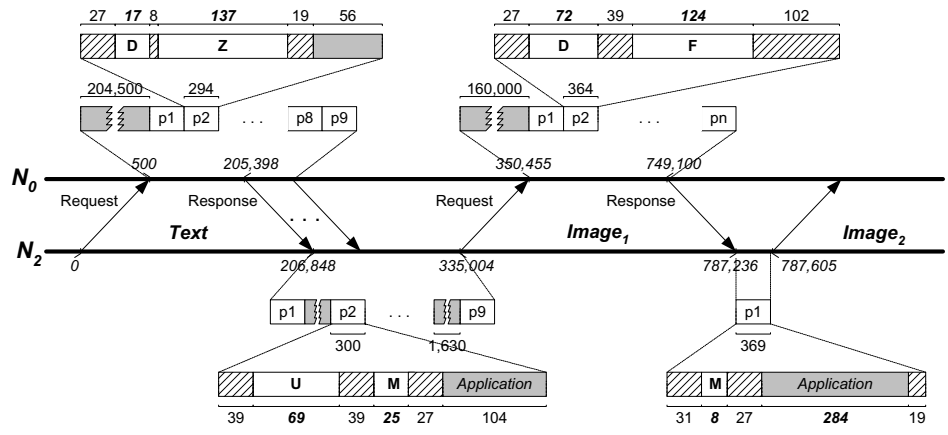 27 17 8 137 19 56
D Z
204,500 294
p1 p2 . . . p8 p9
27 72 39 124 102
D F
160,000 364
p1 p2 . . . pn
500 205,398 350,455 749,100
N0
Request Response . . . Request Response
Text Image1 Image2
N2
0 206,848 335,004 787,236 787,605
p1 p2 . . . p9
300 1,630
U M Application
39 69 39 25 27 104
p1
369
M Application
31 8 27 284 19